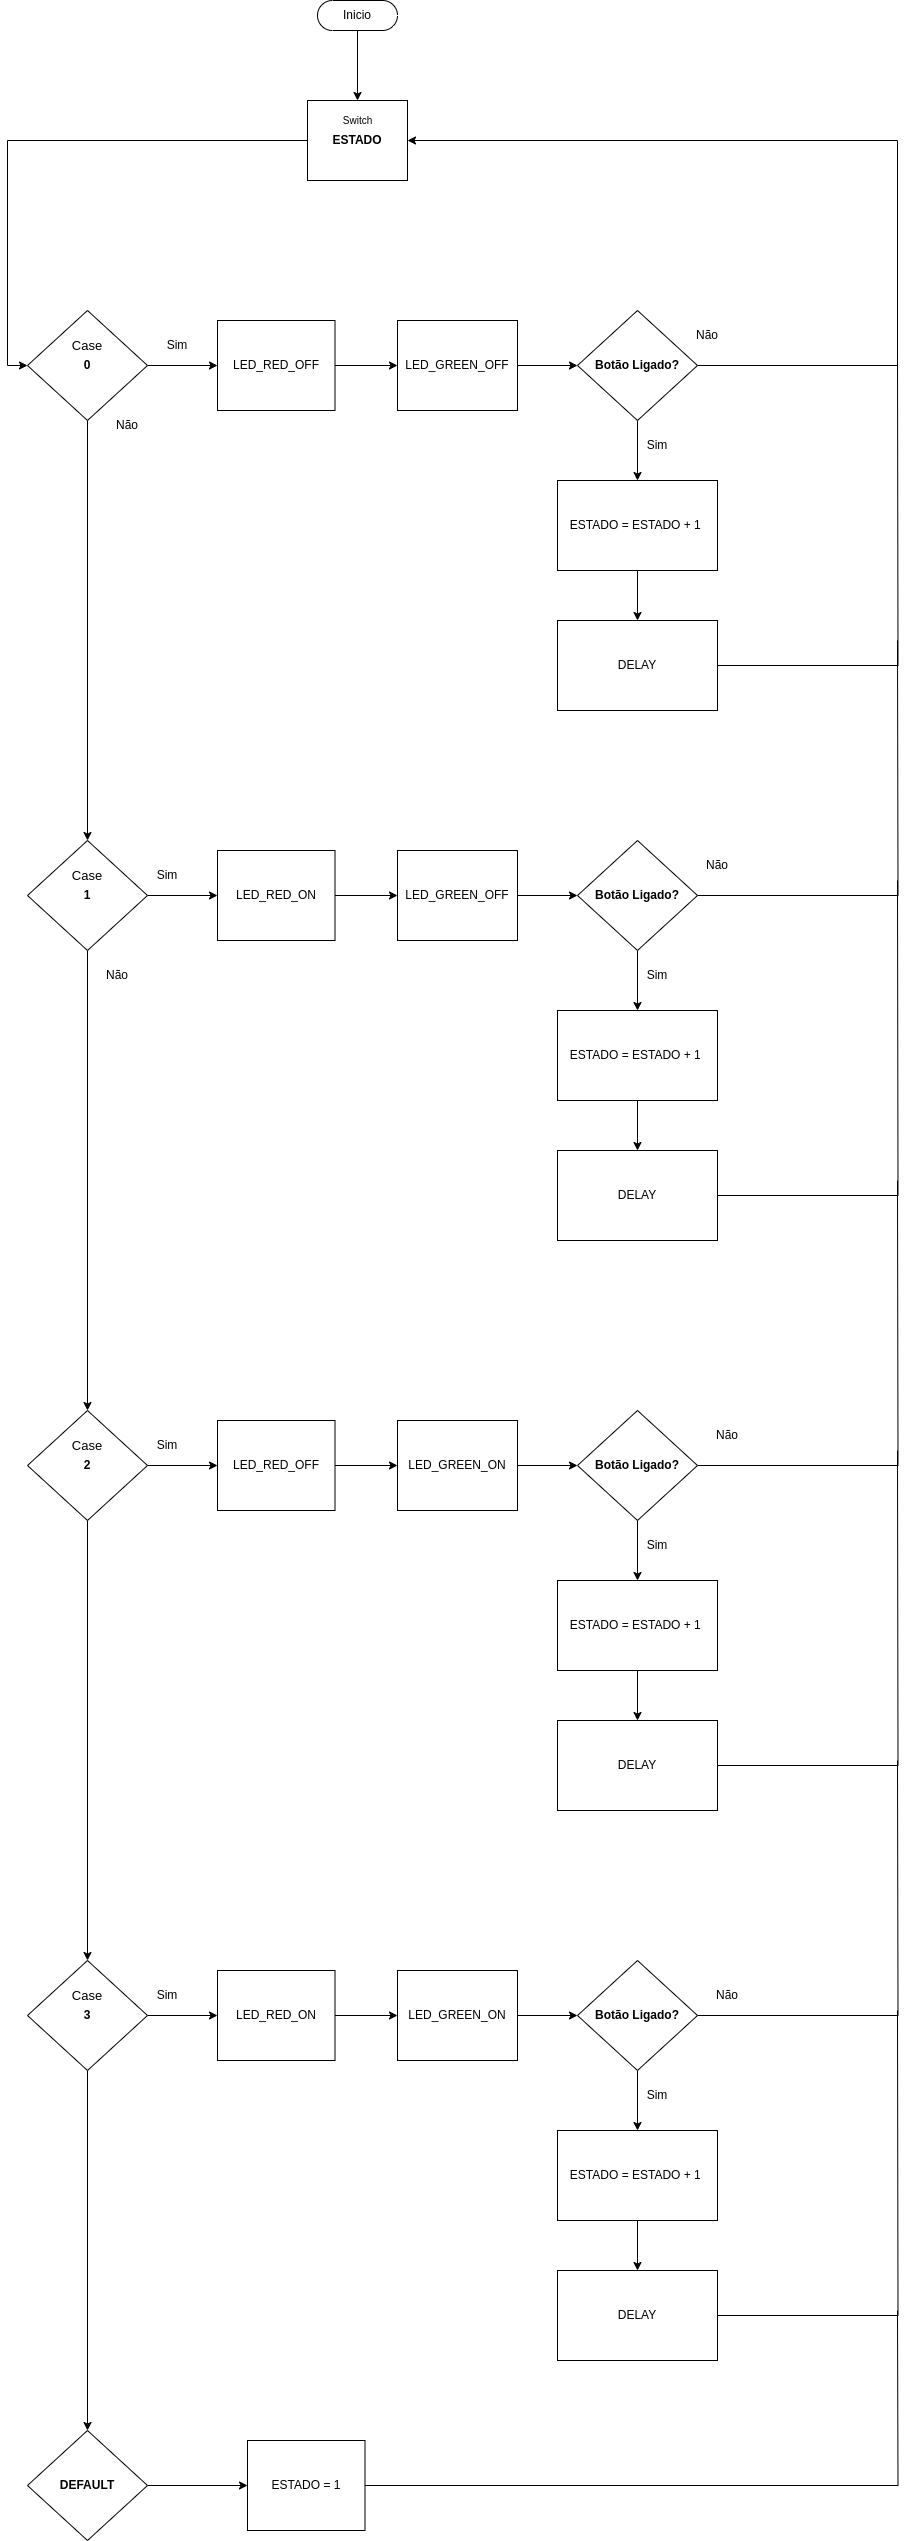 Inicio
Switch
ESTADO
Case
0
Sim
LED_RED_OFF
LED_GREEN_OFF
Botão Ligado?
Não
Não
Sim
ESTADO = ESTADO + 1
DELAY
Case
1
Sim
LED_RED_ON
LED_GREEN_OFF
Botão Ligado?
Não
Não
Sim
ESTADO = ESTADO + 1
DELAY
Case
2
Sim
LED_RED_OFF
LED_GREEN_ON
Botão Ligado?
Não
Sim
ESTADO = ESTADO + 1
DELAY
Case
3
Sim
LED_RED_ON
LED_GREEN_ON
Botão Ligado?
Não
Sim
ESTADO = ESTADO + 1
DELAY
DEFAULT
ESTADO = 1